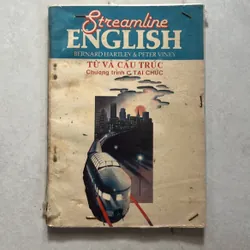 Streamline
ENGLISH
BERNARD HARTLEY & PETER VINEY
TỪ VÀ CẤU TRÚC
Chương trình C TẠI CHỨC